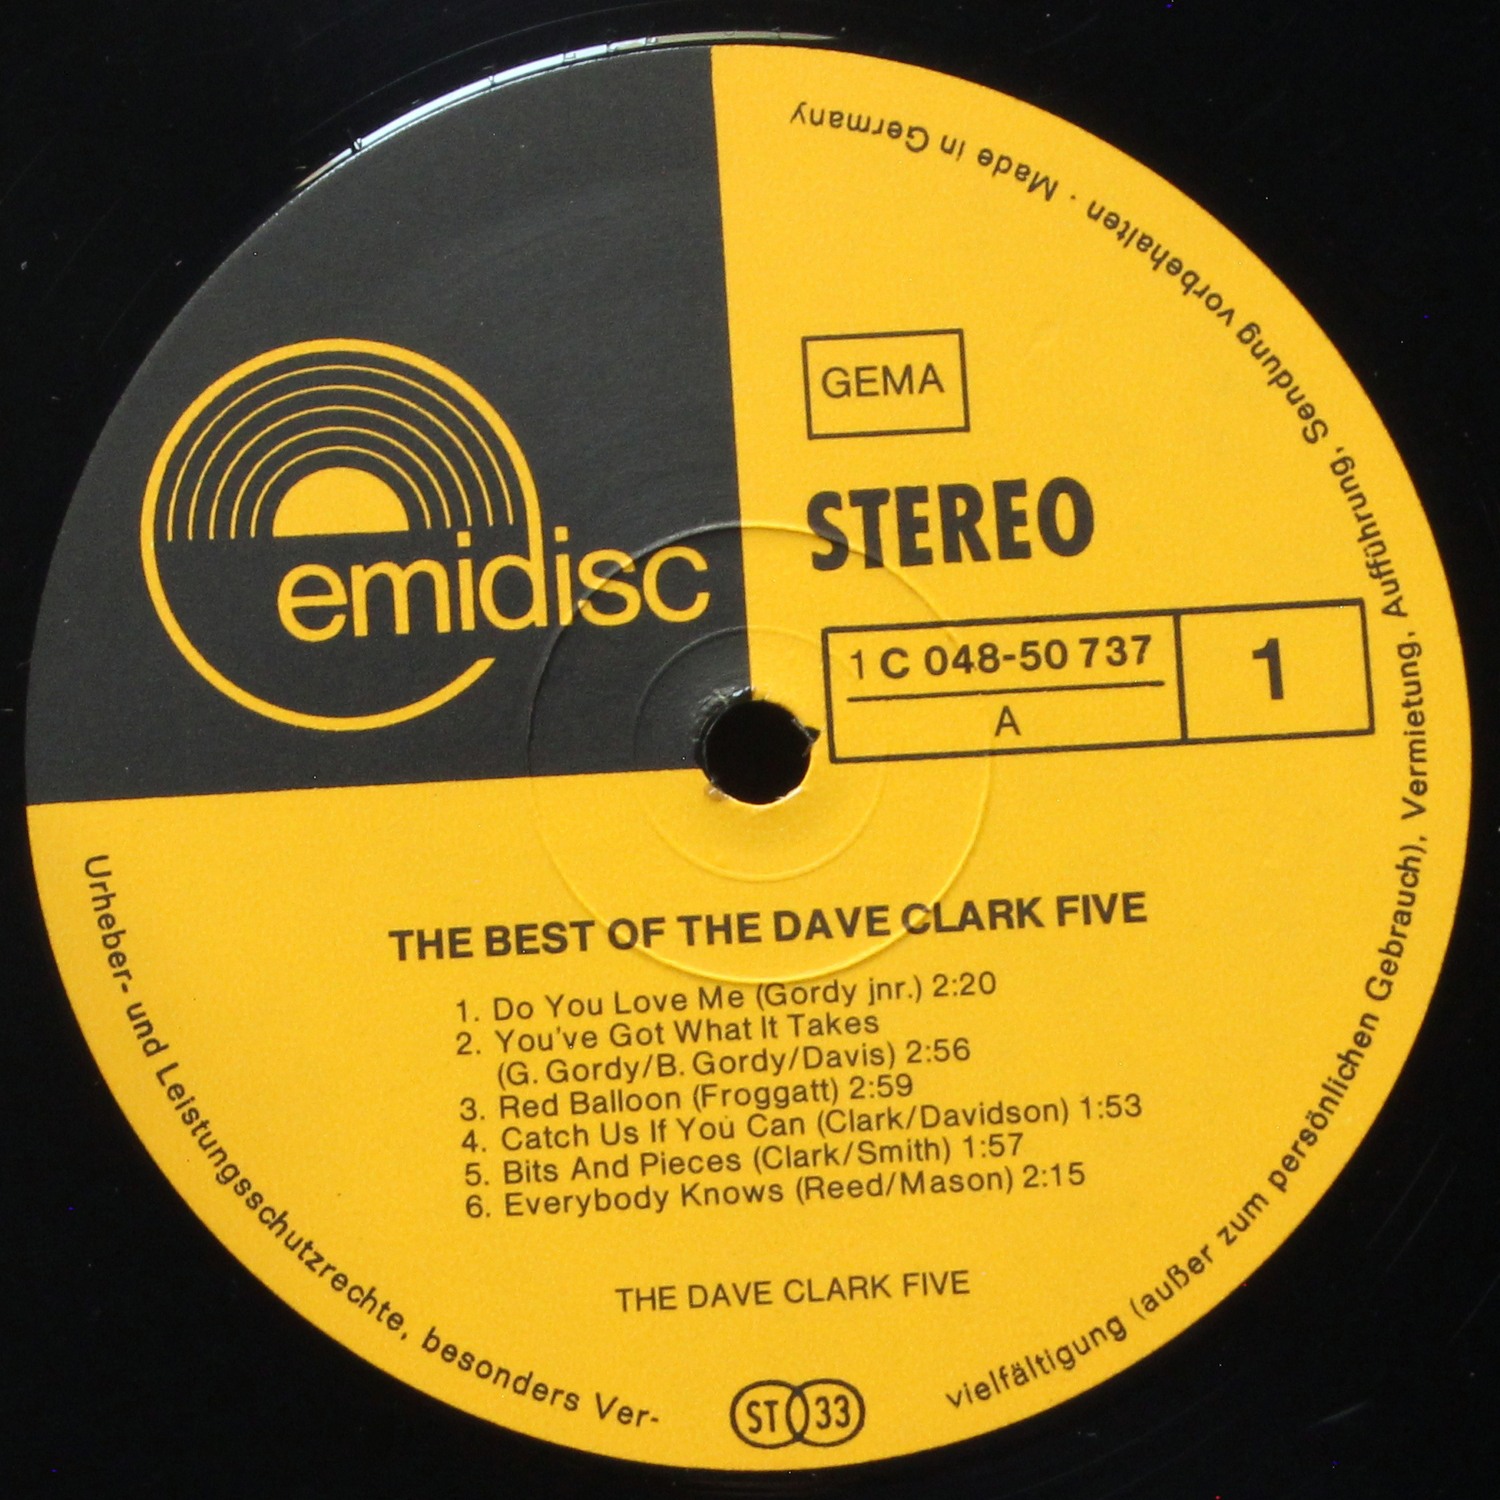 emidisc
GEMA
STEREO
1 C 048-50 737
A
1
THE BEST OF THE DAVE CLARK FIVE
1. Do You Love Me (Gordy jnr.) 2:20
2. You've Got What It Takes
(G. Gordy/B. Gordy/Davis) 2:56
3. Red Balloon (Froggatt) 2:59
4. Catch Us If You Can (Clark/Davidson) 1:53
5. Bits And Pieces (Clark/Smith) 1:57
6. Everybody Knows (Reed/Mason) 2:15
THE DAVE CLARK FIVE
ST 33
Urheber- und Leistungsschutzrechte, besonders Ver-
vielfältigung (außer zum persönlichen Gebrauch), Vermietung, Aufführung, Sendung vorbehalten · Made in Germany